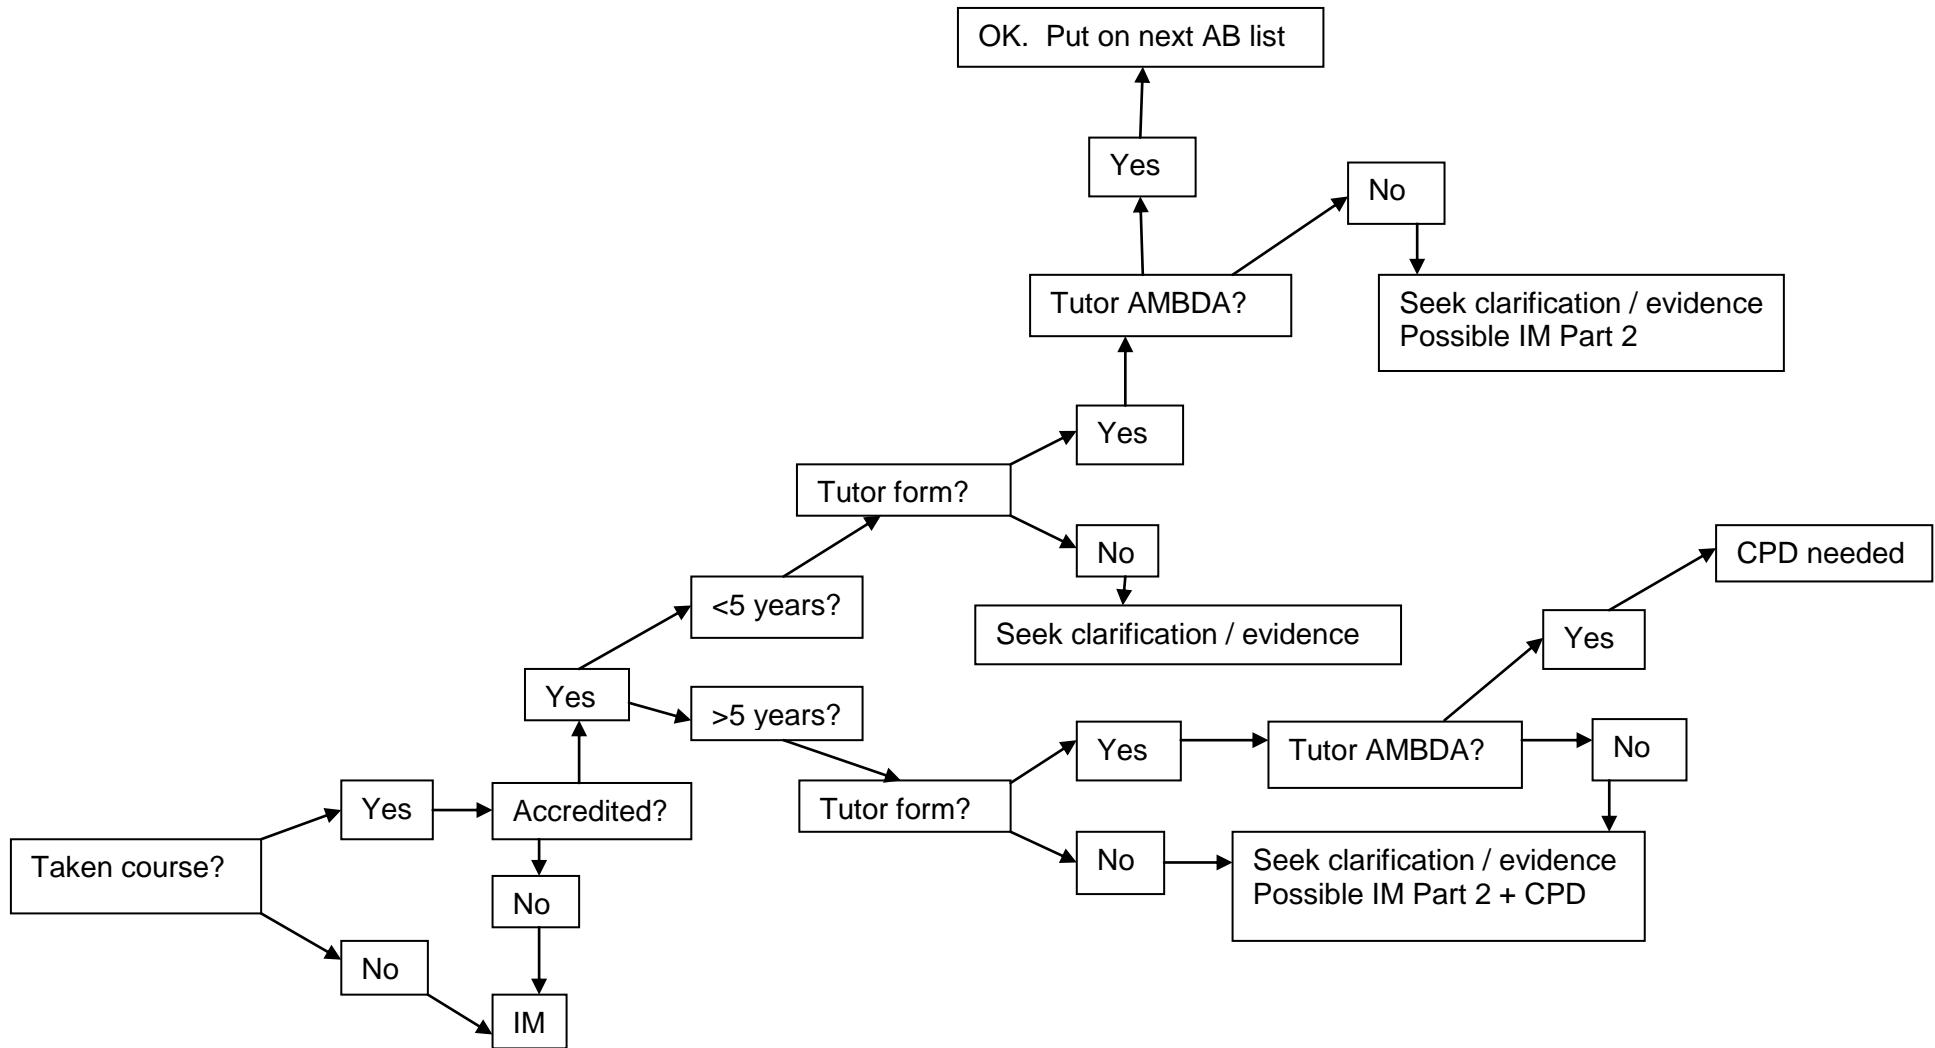 OK.  Put on next AB list
Yes
No
Tutor AMBDA?
Seek clarification / evidence
Possible IM Part 2
Yes
Tutor form?
No
CPD needed
<5 years?
Seek clarification / evidence
Yes
Yes
>5 years?
Yes
Tutor AMBDA?
No
Yes
Accredited?
Tutor form?
Taken course?
No
Seek clarification / evidence
Possible IM Part 2 + CPD
No
No
IM